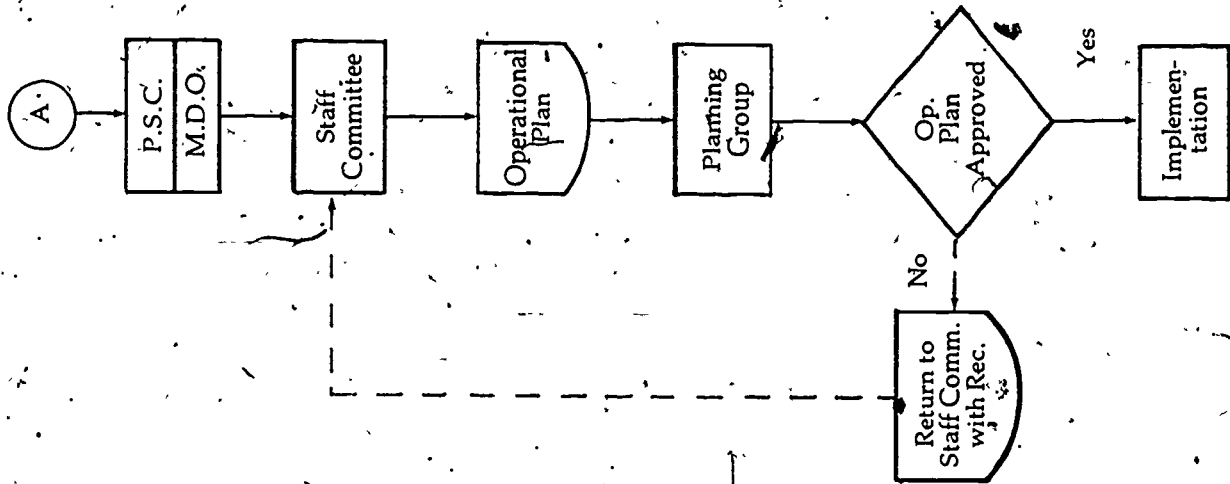 A
P.S.C.
M.D.O.
Staff
Committee
Operational
Plan
Planning
Group
Op.
Plan
Approved
Yes
Implemen-
tation
No
Return to
Staff Comm.
with Rec.